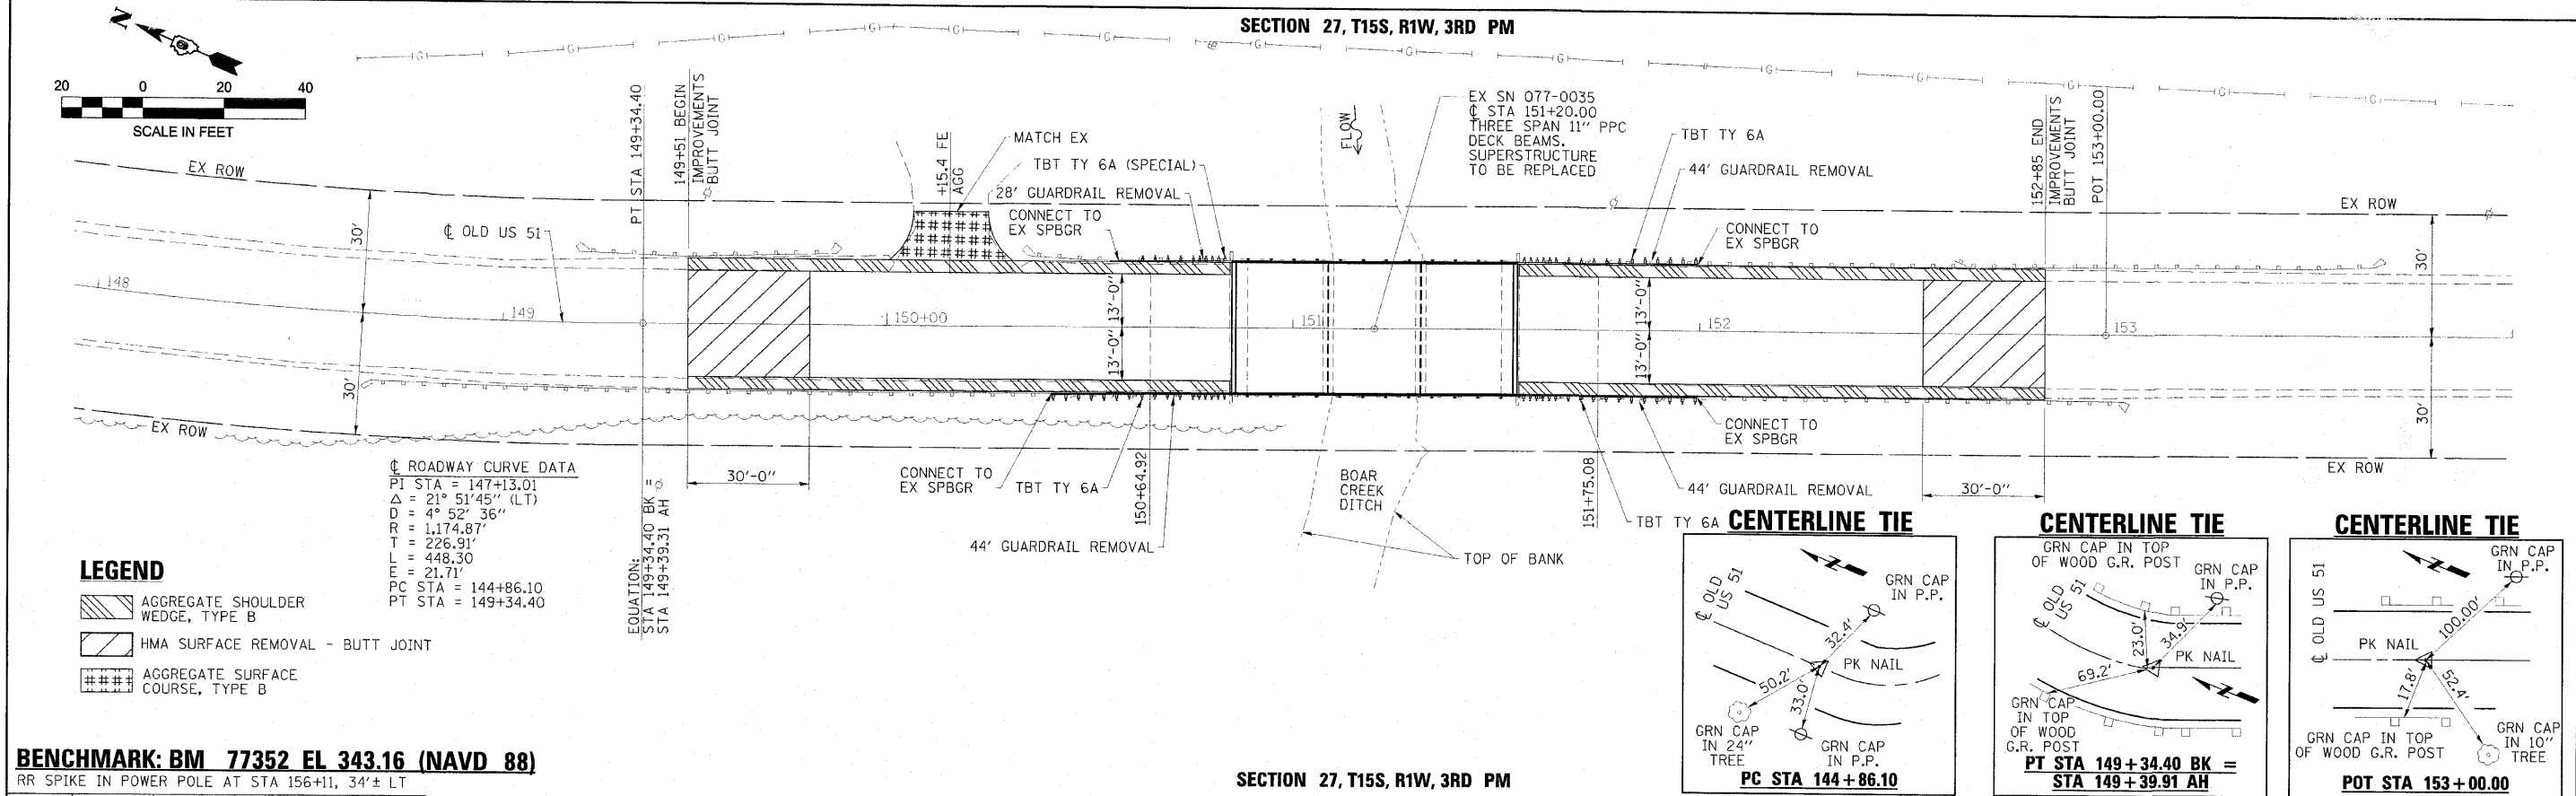 SECTION 27, T15S, R1W, 3RD PM
N
20 0 20 40
SCALE IN FEET
EX ROW
30'
30'
℄ OLD US 51
148
149
150+00
151
152
153
PT STA 149+34.40
149+51 BEGIN
IMPROVEMENTS
BUTT JOINT
+15.4 FE
AGG
MATCH EX
TBT TY 6A (SPECIAL)
28' GUARDRAIL REMOVAL
CONNECT TO
EX SPBGR
FLOW
EX SN 077-0035
℄ STA 151+20.00
THREE SPAN 11" PPC
DECK BEAMS.
SUPERSTRUCTURE
TO BE REPLACED
TBT TY 6A
44' GUARDRAIL REMOVAL
CONNECT TO
EX SPBGR
152+85 END
IMPROVEMENTS
BUTT JOINT
POT 153+00.00
EX ROW
30'
30'
13'-0"
13'-0"
13'-0"
13'-0"
EX ROW
30'-0"
CONNECT TO
EX SPBGR
TBT TY 6A
150+64.92
44' GUARDRAIL REMOVAL
BOAR
CREEK
DITCH
TOP OF BANK
151+75.08
TBT TY 6A
44' GUARDRAIL REMOVAL
CONNECT TO
EX SPBGR
30'-0"
EX ROW
℄ ROADWAY CURVE DATA
PI STA = 147+13.01
Δ = 21° 51'45" (LT)
D = 4° 52' 36"
R = 1,174.87'
T = 226.91'
L = 448.30
E = 21.71'
PC STA = 144+86.10
PT STA = 149+34.40
EQUATION:
STA 149+34.40 BK =
STA 149+39.31 AH
LEGEND
AGGREGATE SHOULDER
WEDGE, TYPE B
HMA SURFACE REMOVAL - BUTT JOINT
AGGREGATE SURFACE
COURSE, TYPE B
BENCHMARK: BM 77352 EL 343.16 (NAVD 88)
RR SPIKE IN POWER POLE AT STA 156+11, 34'± LT
SECTION 27, T15S, R1W, 3RD PM
CENTERLINE TIE
N
℄ OLD
US 51
GRN CAP
IN P.P.
32.4'
PK NAIL
50.2'
33.0'
GRN CAP
IN 24"
TREE
GRN CAP
IN P.P.
PC STA 144+86.10
CENTERLINE TIE
GRN CAP IN TOP
OF WOOD G.R. POST
GRN CAP
IN P.P.
℄ OLD
US 51
23.0'
34.9'
PK NAIL
69.2'
N
GRN CAP
IN TOP
OF WOOD
G.R. POST
PT STA 149+34.40 BK =
STA 149+39.91 AH
CENTERLINE TIE
N
GRN CAP
IN P.P.
℄ OLD US 51
100.00'
PK NAIL
17.8'
52.4'
GRN CAP IN TOP
OF WOOD G.R. POST
GRN CAP
IN 10"
TREE
POT STA 153+00.00